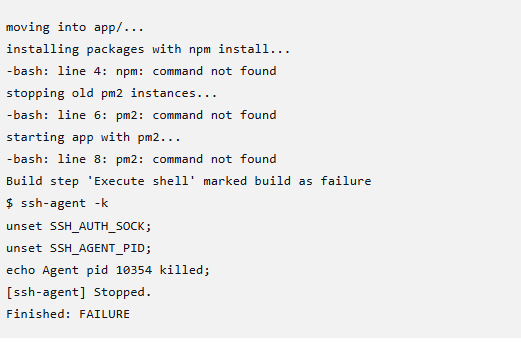 moving into app/...
installing packages with npm install...
-bash: line 4: npm: command not found
stopping old pm2 instances...
-bash: line 6: pm2: command not found
starting app with pm2...
-bash: line 8: pm2: command not found
Build step 'Execute shell' marked build as failure
$ ssh-agent -k
unset SSH_AUTH_SOCK;
unset SSH_AGENT_PID;
echo Agent pid 10354 killed;
[ssh-agent] Stopped.
Finished: FAILURE